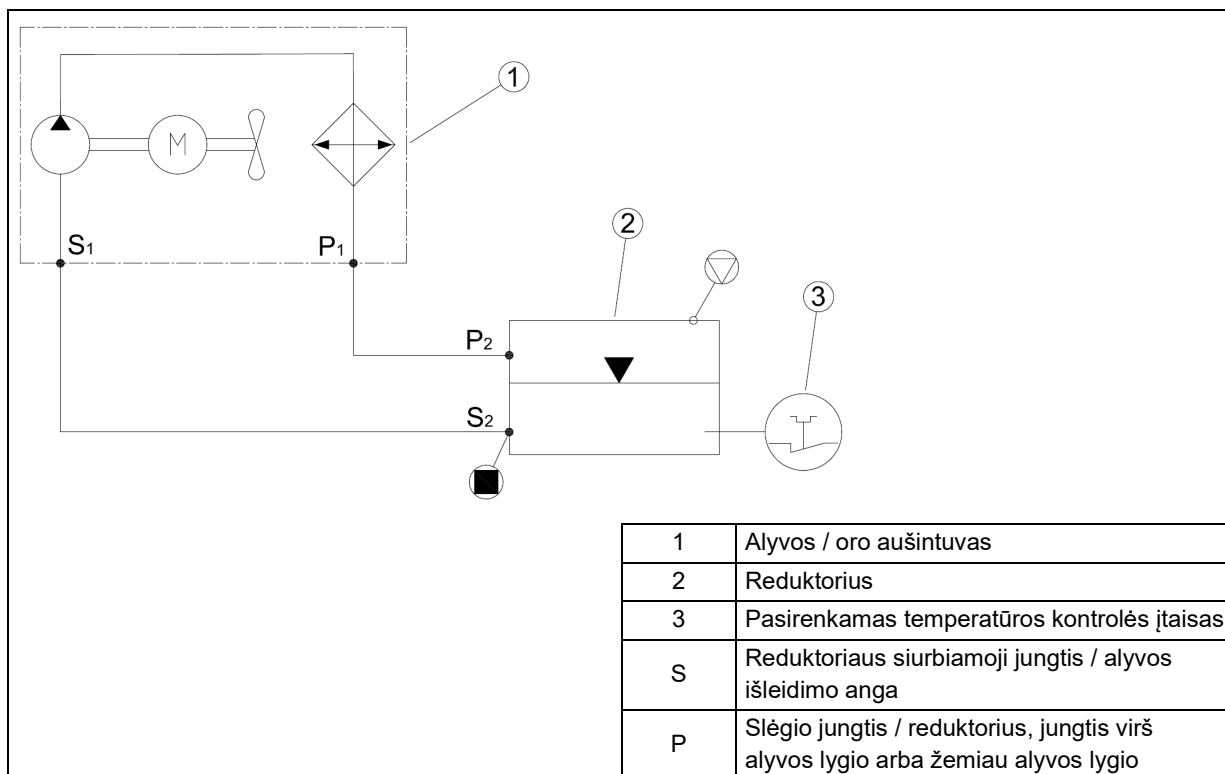 1
M
S1
P1
2
3
P2
S2
1 Alyvos / oro aušintuvas
2 Reduktorius
3 Pasirenkamas temperatūros kontrolės įtaisas
S Reduktoriaus siurbiamoji jungtis / alyvos
išleidimo anga
P Slėgio jungtis / reduktorius, jungtis virš
alyvos lygio arba žemiau alyvos lygio